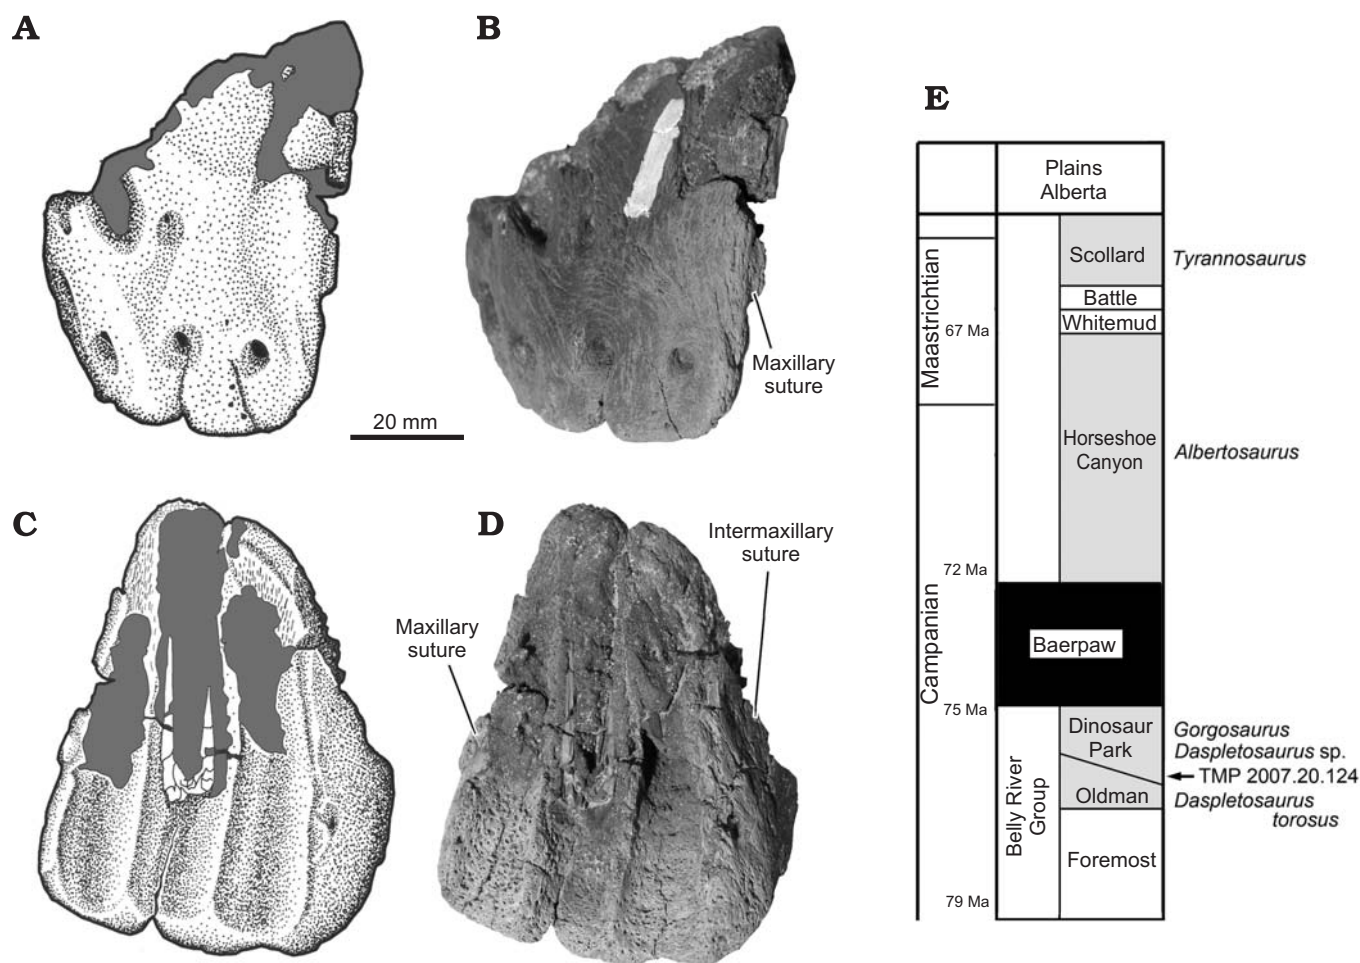 A
B
Maxillary
suture
20 mm
C
D
Maxillary
suture
Intermaxillary
suture
E
Plains
Alberta
Maastrichtian
67 Ma
Campanian
72 Ma
75 Ma
79 Ma
Scollard
Battle
Whitemud
Horseshoe
Canyon
Baerpaw
Belly River
Group
Dinosaur
Park
Oldman
Foremost
Tyrannosaurus
Albertosaurus
Gorgosaurus
Daspletosaurus sp.
TMP 2007.20.124
Daspletosaurus
torosus